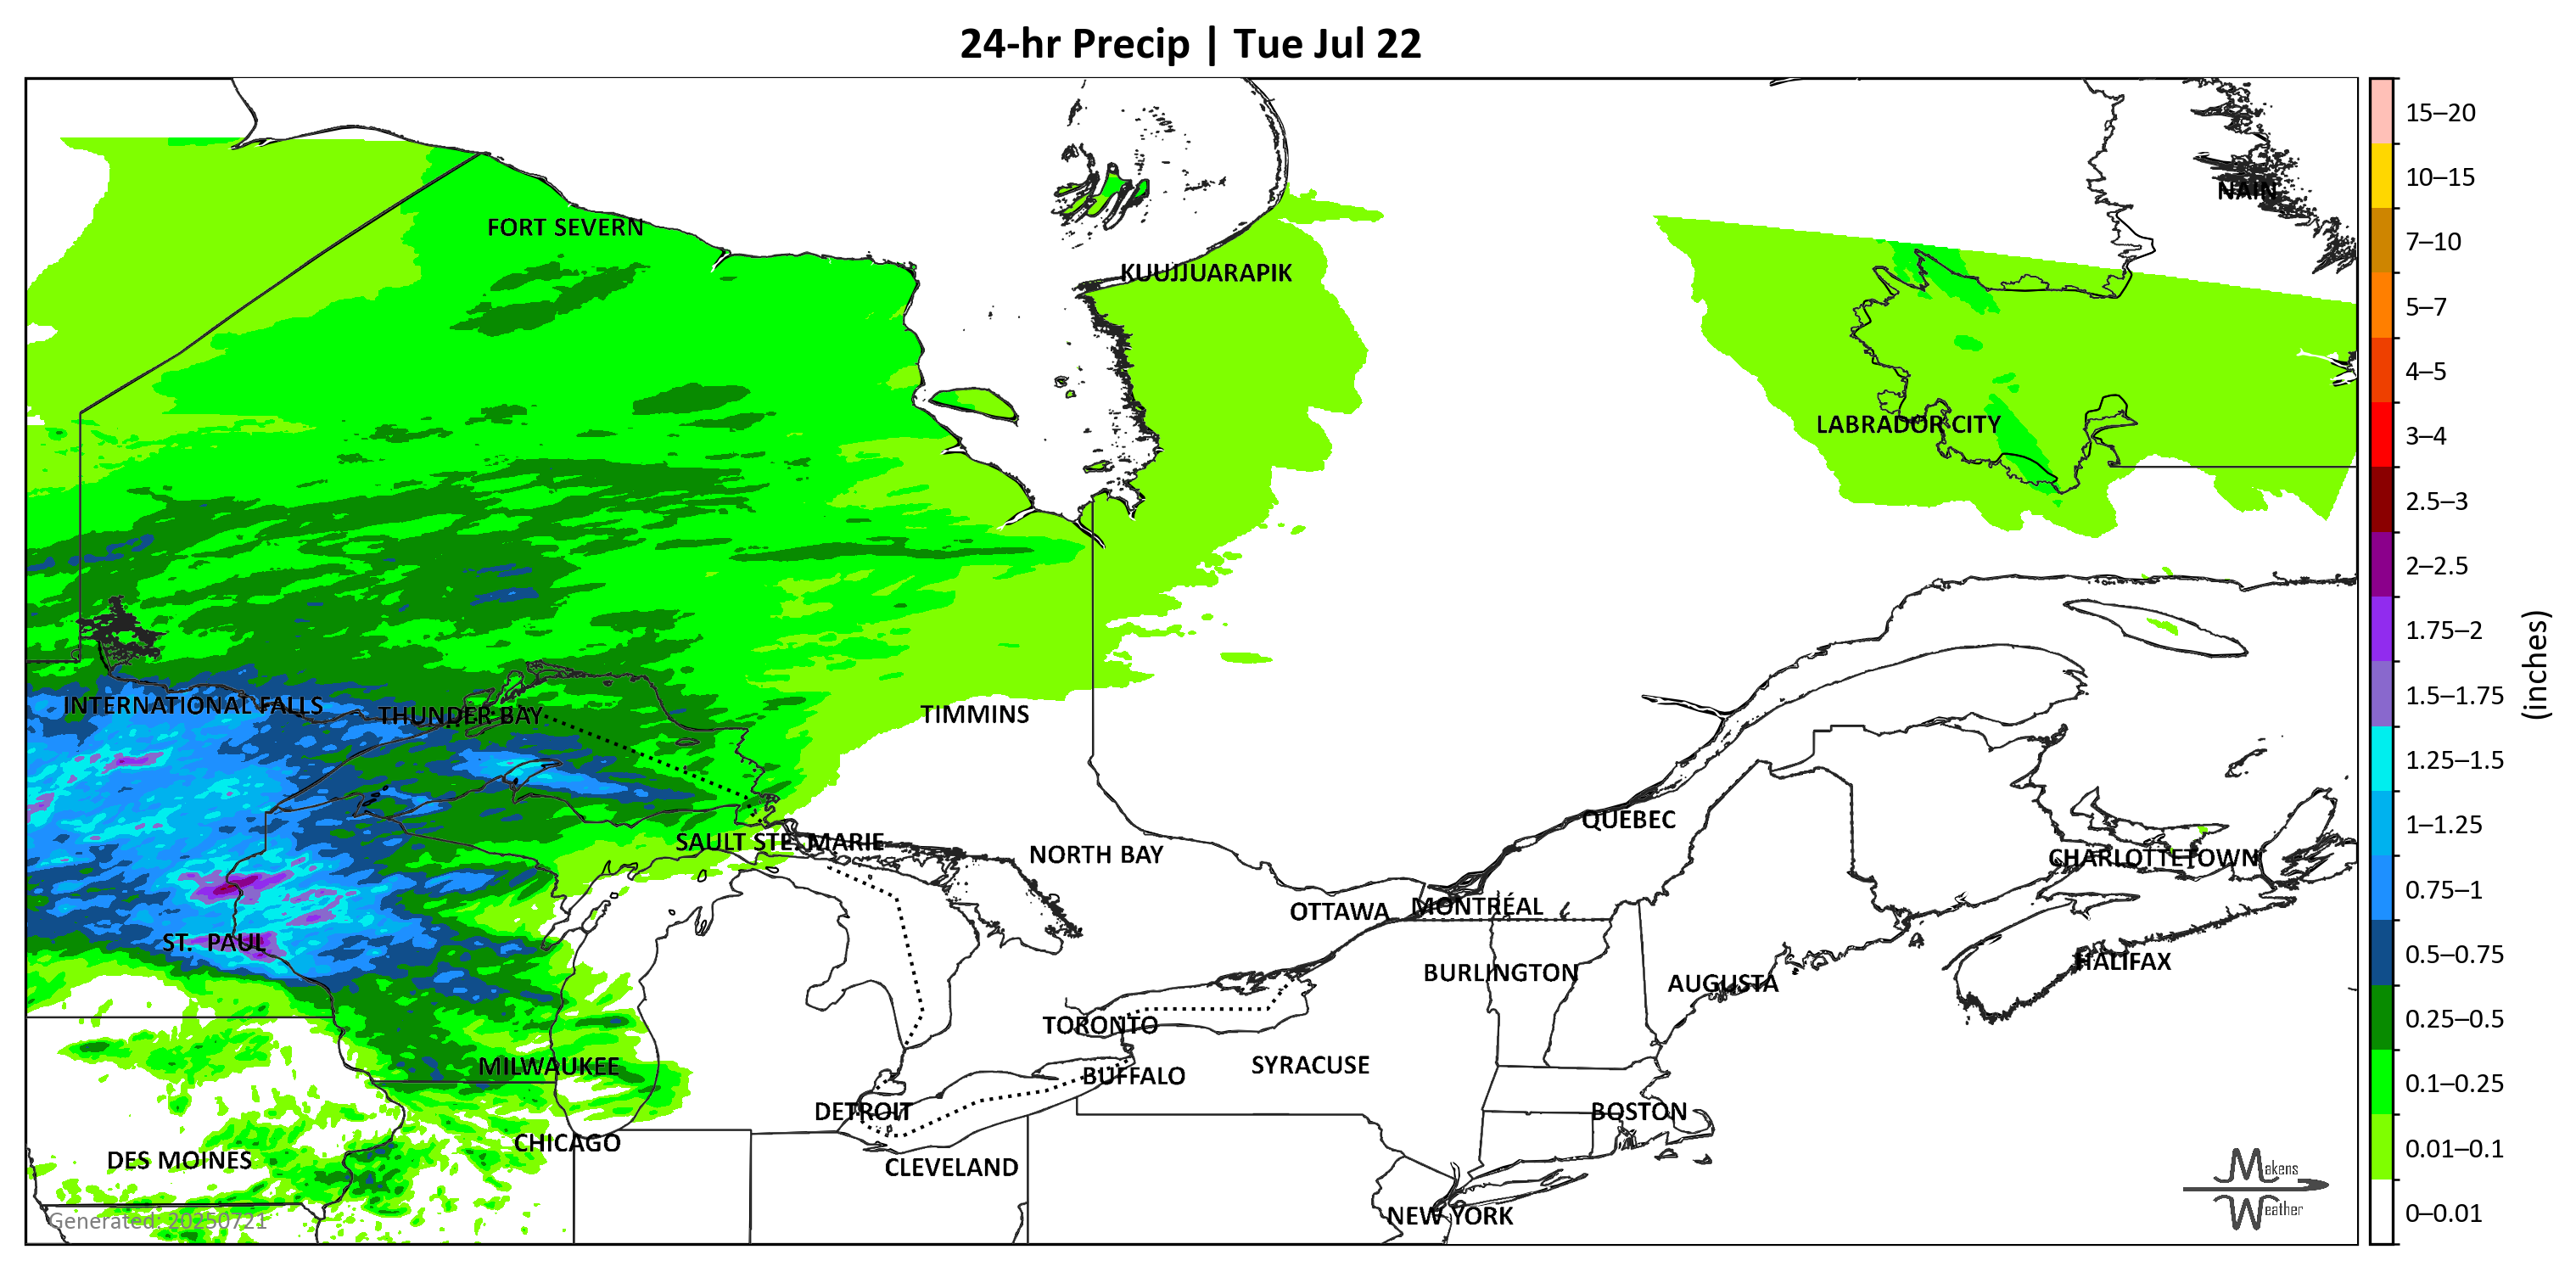 24-hr Precip | Tue Jul 22
15–20
10–15
NAIN
FORT SEVERN
7–10
KUUJJUARAPIK
5–7
4–5
LABRADOR CITY
3–4
2.5–3
2–2.5
1.75–2
(inches)
INTERNATIONAL FALLS
THUNDER BAY
TIMMINS
1.5–1.75
1.25–1.5
QUÉBEC
1–1.25
SAULT STE. MARIE
NORTH BAY
CHARLOTTETOWN
0.75–1
OTTAWA
MONTRÉAL
ST. PAUL
0.5–0.75
BURLINGTON
HALIFAX
AUGUSTA
TORONTO
0.25–0.5
MILWAUKEE
SYRACUSE
BUFFALO
0.1–0.25
DETROIT
BOSTON
CHICAGO
0.01–0.1
DES MOINES
CLEVELAND
Makens
Weather
NEW YORK
0–0.01
Generated: 20250721